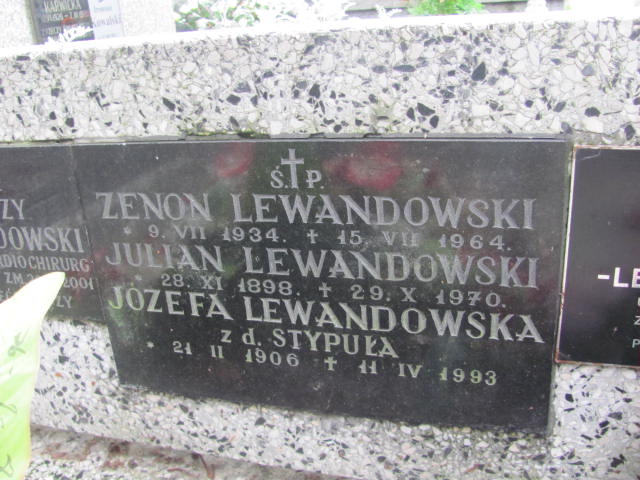 Ś. † P.
ZENON LEWANDOWSKI
* 9. VII 1934. † 15. VII 1964.
JULIAN LEWANDOWSKI
28. XI 1898 † 29. X 1970.
JÓZEFA LEWANDOWSKA
z d. STYPUŁA
* 21 II 1906 † 11 IV 1993